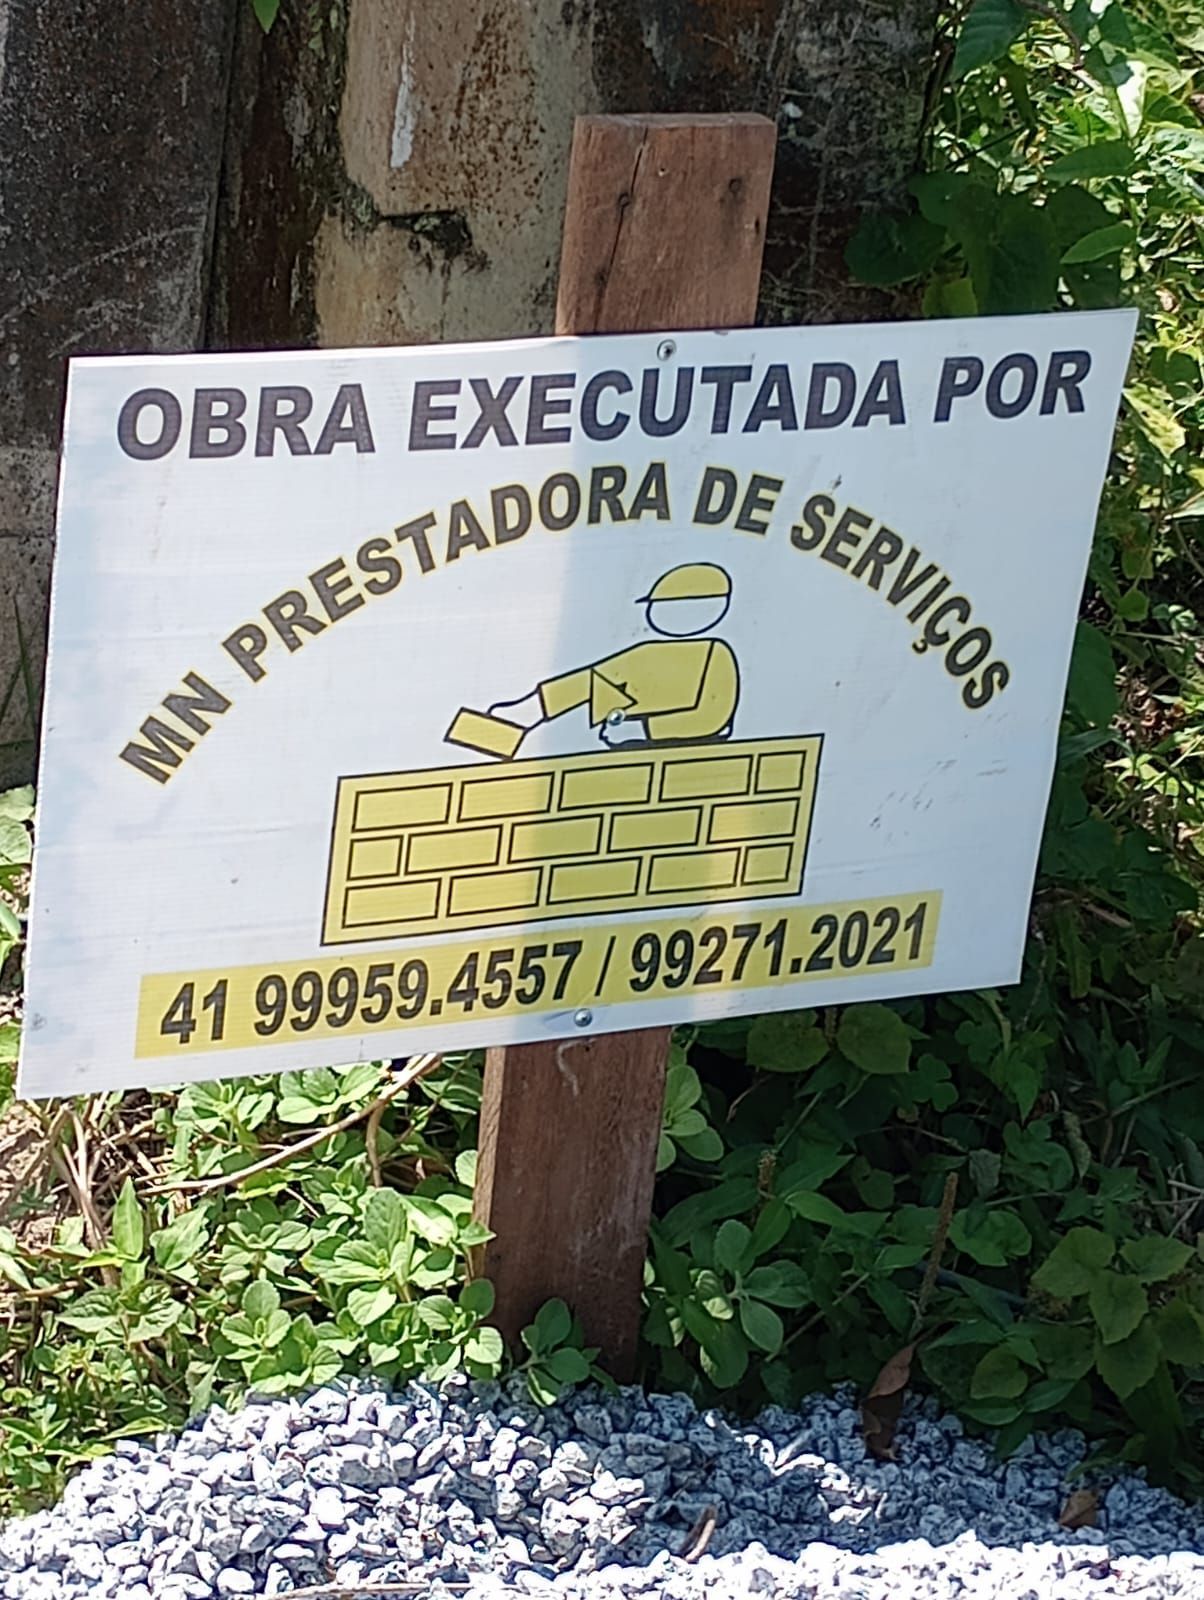 OBRA EXECUTADA POR
MN PRESTADORA DE SERVIÇOS
41 99959.4557 / 99271.2021